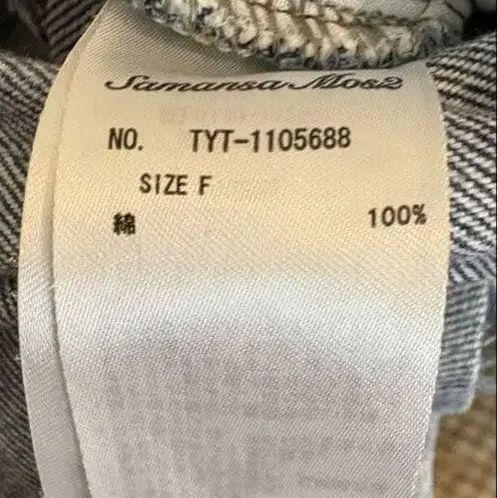 Samansa Mos2
NO. TYT-1105688
SIZE F
綿 100%